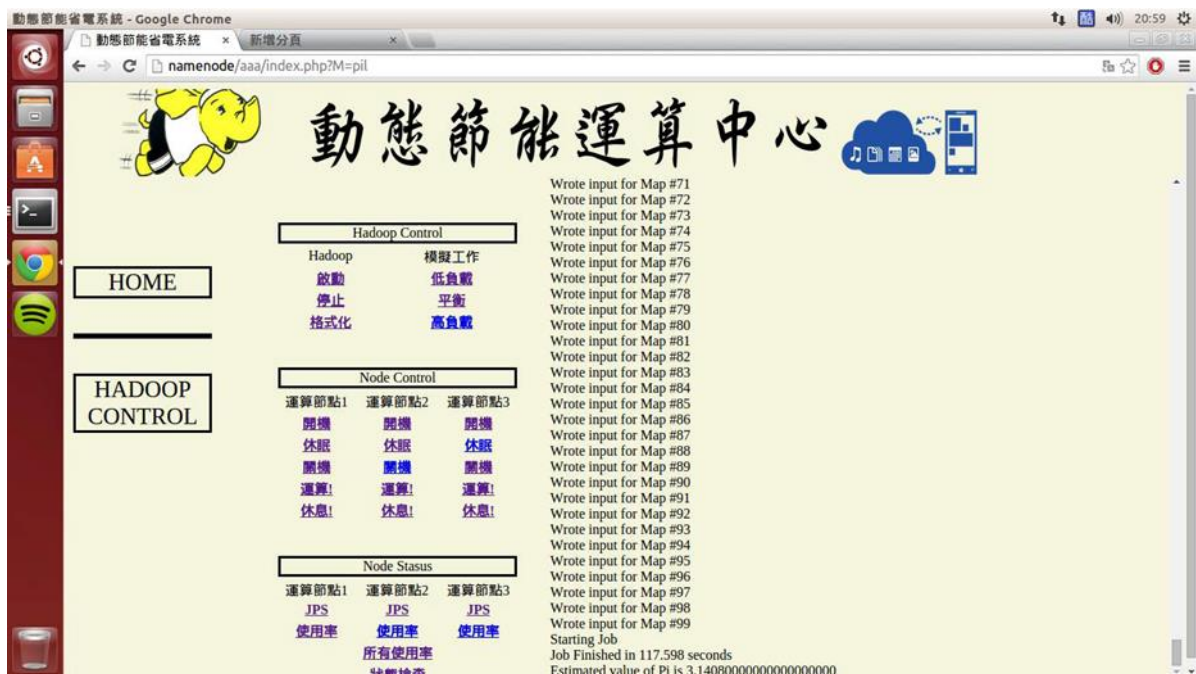 動態節能省電系統 - Google Chrome
酷
20:59
動態節能省電系統 ×
新增分頁 ×
namenode/aaa/index.php?M=pil
動態節能運算中心
HOME
HADOOP
CONTROL
Hadoop Control
Hadoop 模擬工作
啟動 低負載
停止 平衡
格式化 高負載
Node Control
運算節點1 運算節點2 運算節點3
開機 開機 開機
休眠 休眠 休眠
關機 關機 關機
運算! 運算! 運算!
休息! 休息! 休息!
Node Stasus
運算節點1 運算節點2 運算節點3
JPS JPS JPS
使用率 使用率 使用率
所有使用率
狀態檢查
Wrote input for Map #71
Wrote input for Map #72
Wrote input for Map #73
Wrote input for Map #74
Wrote input for Map #75
Wrote input for Map #76
Wrote input for Map #77
Wrote input for Map #78
Wrote input for Map #79
Wrote input for Map #80
Wrote input for Map #81
Wrote input for Map #82
Wrote input for Map #83
Wrote input for Map #84
Wrote input for Map #85
Wrote input for Map #86
Wrote input for Map #87
Wrote input for Map #88
Wrote input for Map #89
Wrote input for Map #90
Wrote input for Map #91
Wrote input for Map #92
Wrote input for Map #93
Wrote input for Map #94
Wrote input for Map #95
Wrote input for Map #96
Wrote input for Map #97
Wrote input for Map #98
Wrote input for Map #99
Starting Job
Job Finished in 117.598 seconds
Estimated value of Pi is 3.14080000000000000000